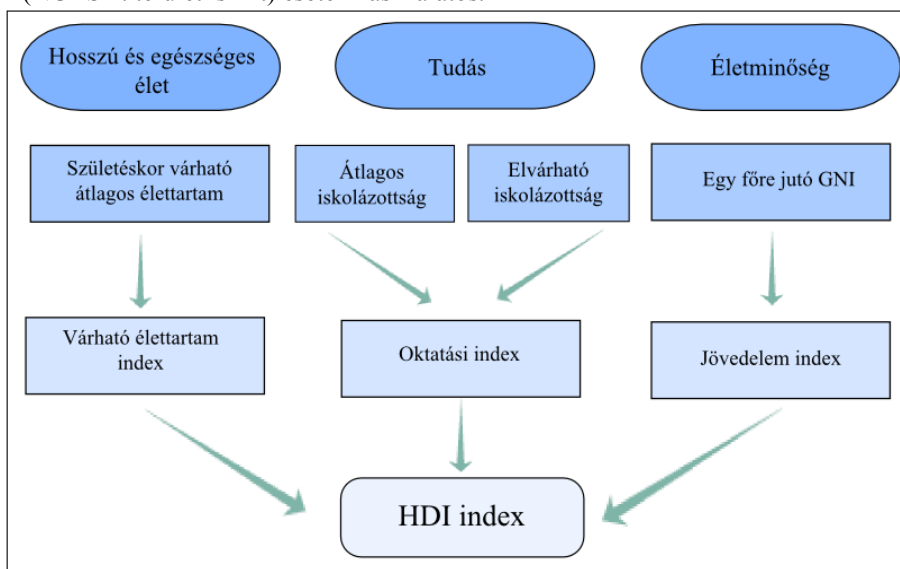 Hosszú és egészséges
élet
Tudás
Életminőség
Születéskor várható
átlagos élettartam
Átlagos
iskolázottság
Elvárható
iskolázottság
Egy főre jutó GNI
Várható élettartam
index
Oktatási index
Jövedelem index
HDI index